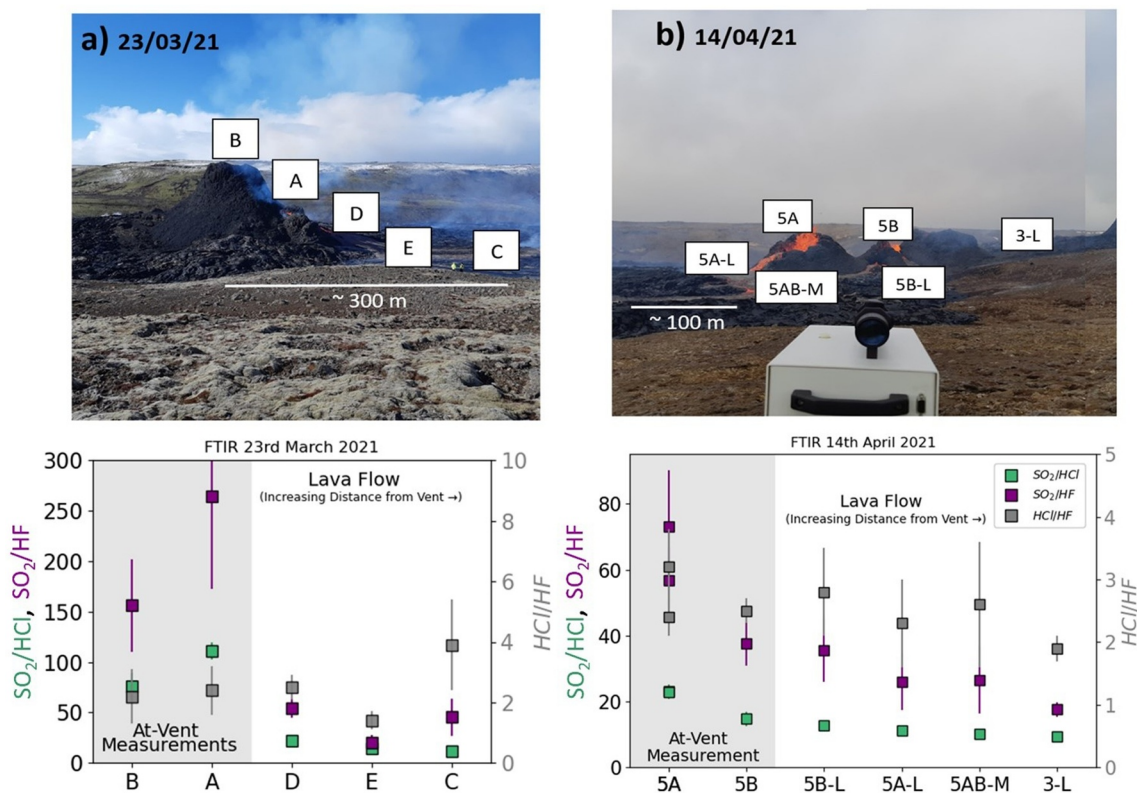 a) 23/03/21
B
A
D
E
C
~ 300 m
b) 14/04/21
5A
5B
3-L
5A-L
5AB-M
5B-L
~ 100 m
FTIR 23rd March 2021
300
250
200
150
100
50
0
SO₂/HCl, SO₂/HF
Lava Flow
(Increasing Distance from Vent →)
At-Vent
Measurements
10
8
6
4
2
0
HCl/HF
B A D E C
FTIR 14th April 2021
80
60
40
20
0
SO₂/HCl, SO₂/HF
Lava Flow
(Increasing Distance from Vent →)
SO₂/HCl
SO₂/HF
HCl/HF
At-Vent
Measurement
5
4
3
2
1
0
HCl/HF
5A 5B 5B-L 5A-L 5AB-M 3-L